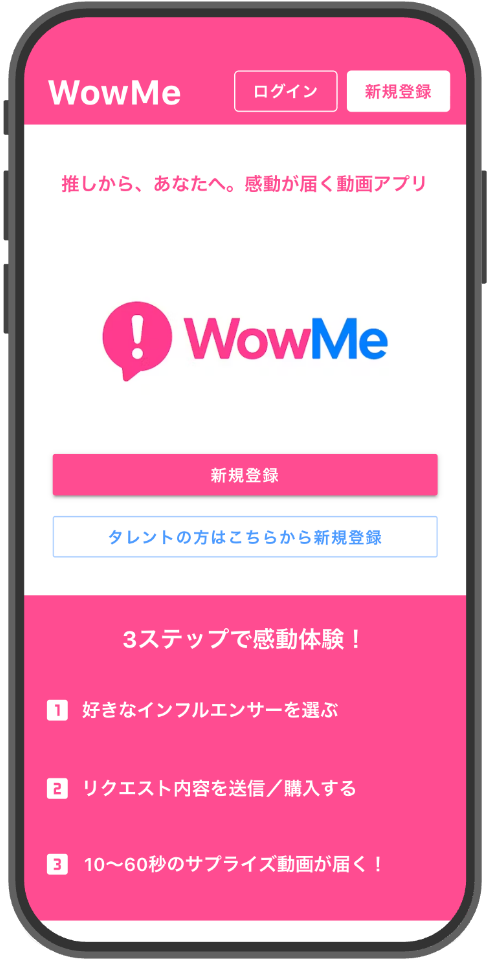 WowMe
ログイン
新規登録
推しから、あなたへ。感動が届く動画アプリ
WowMe
新規登録
タレントの方はこちらから新規登録
3ステップで感動体験！
1 好きなインフルエンサーを選ぶ
2 リクエスト内容を送信／購入する
3 10〜60秒のサプライズ動画が届く！